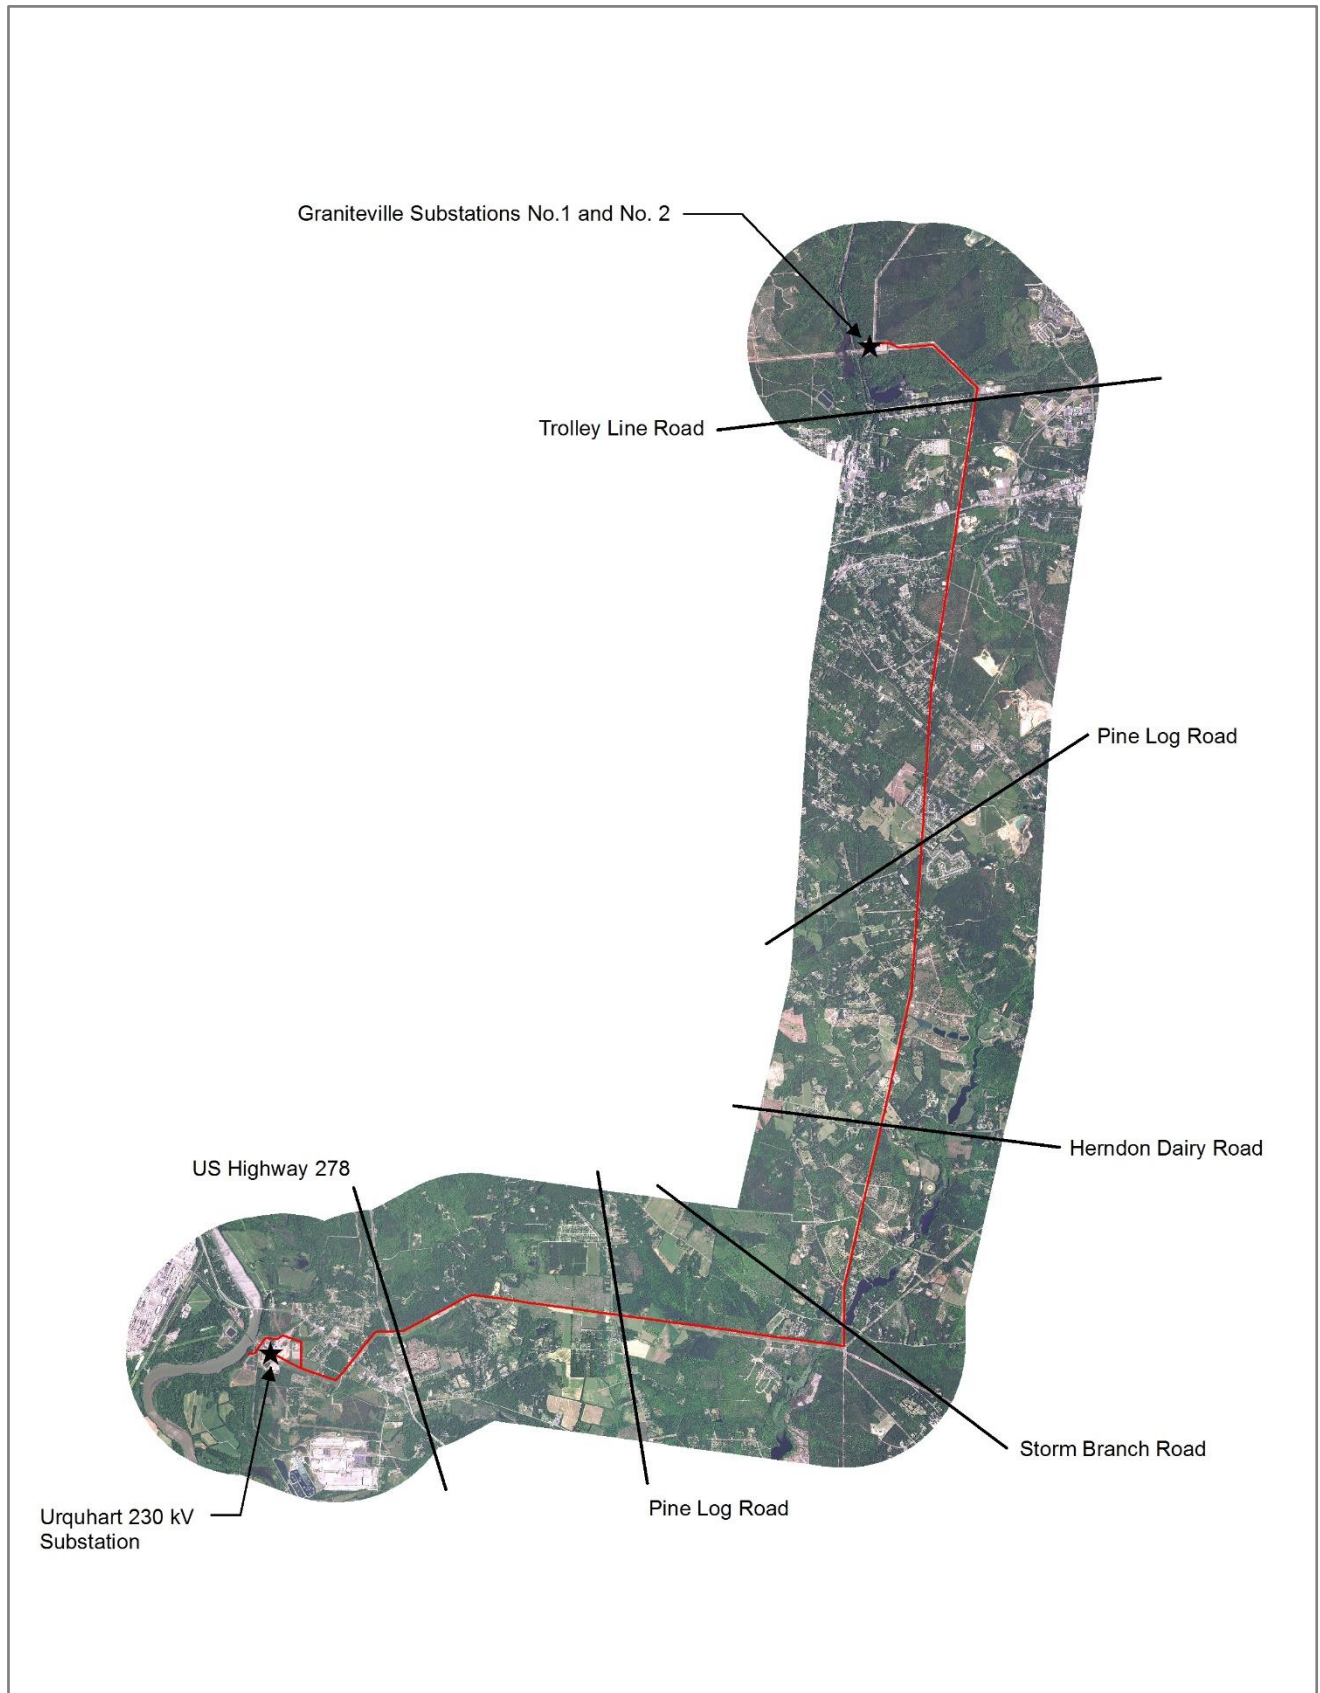 Graniteville Substations No.1 and No. 2
Trolley Line Road
Pine Log Road
Herndon Dairy Road
US Highway 278
Storm Branch Road
Pine Log Road
Urquhart 230 kV
Substation